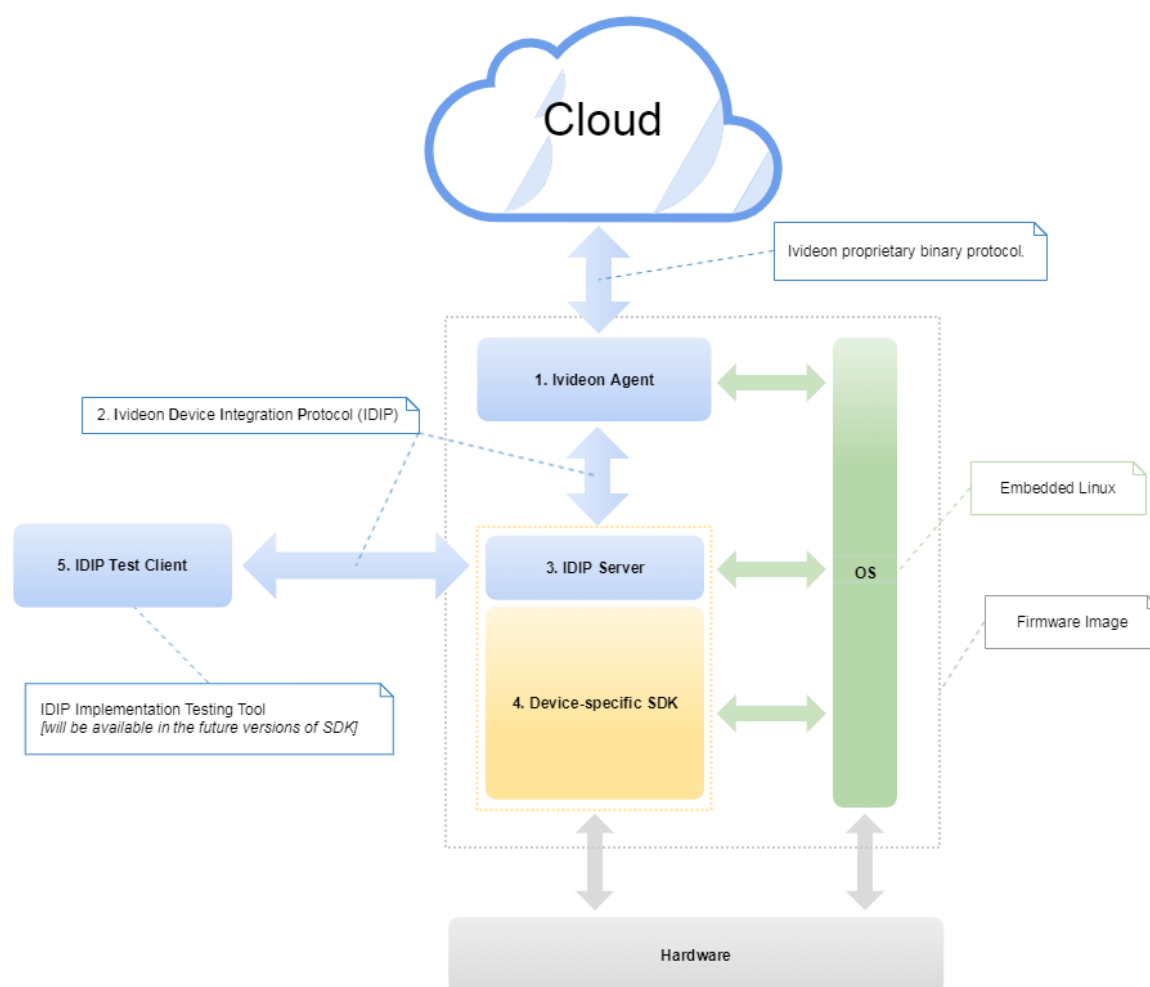 Cloud
Ivideon proprietary binary protocol.
1. Ivideon Agent
2. Ivideon Device Integration Protocol (IDIP)
Embedded Linux
5. IDIP Test Client
3. IDIP Server
OS
Firmware Image
4. Device-specific SDK
IDIP Implementation Testing Tool
[will be available in the future versions of SDK]
Hardware